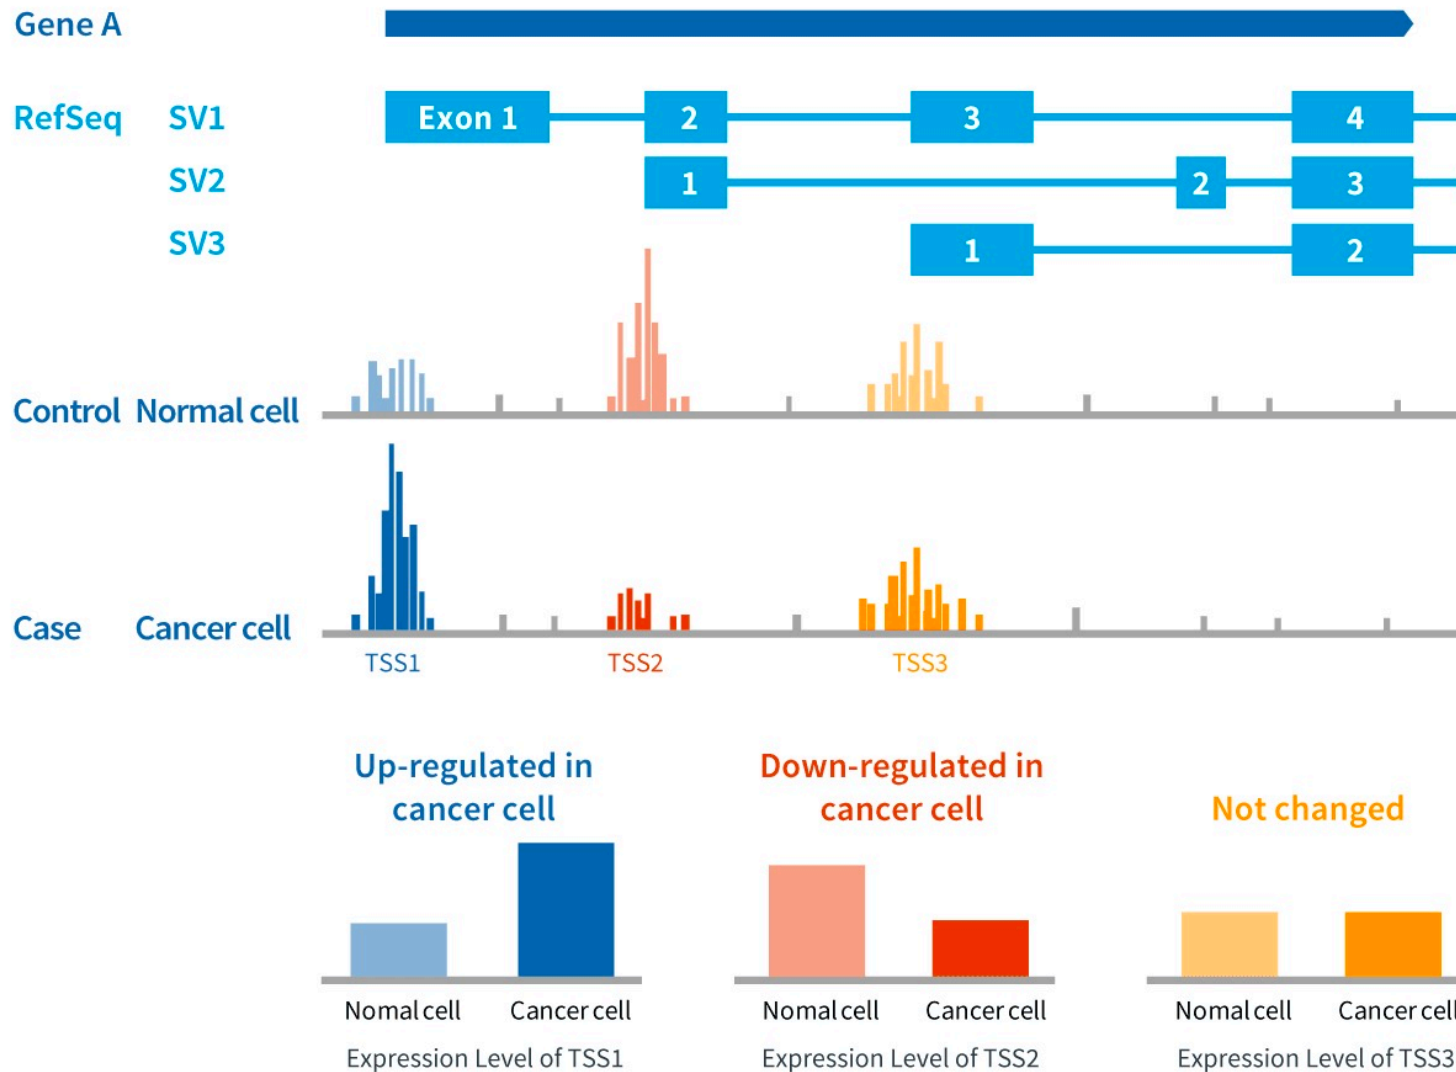 Gene A
RefSeq SV1 Exon 1 2 3 4
SV2 1 2 3
SV3 1 2
Control Normal cell
Case Cancer cell
TSS1 TSS2 TSS3
Up-regulated in
cancer cell
Down-regulated in
cancer cell
Not changed
Nomal cell Cancer cell
Nomal cell Cancer cell
Nomal cell Cancer cell
Expression Level of TSS1
Expression Level of TSS2
Expression Level of TSS3